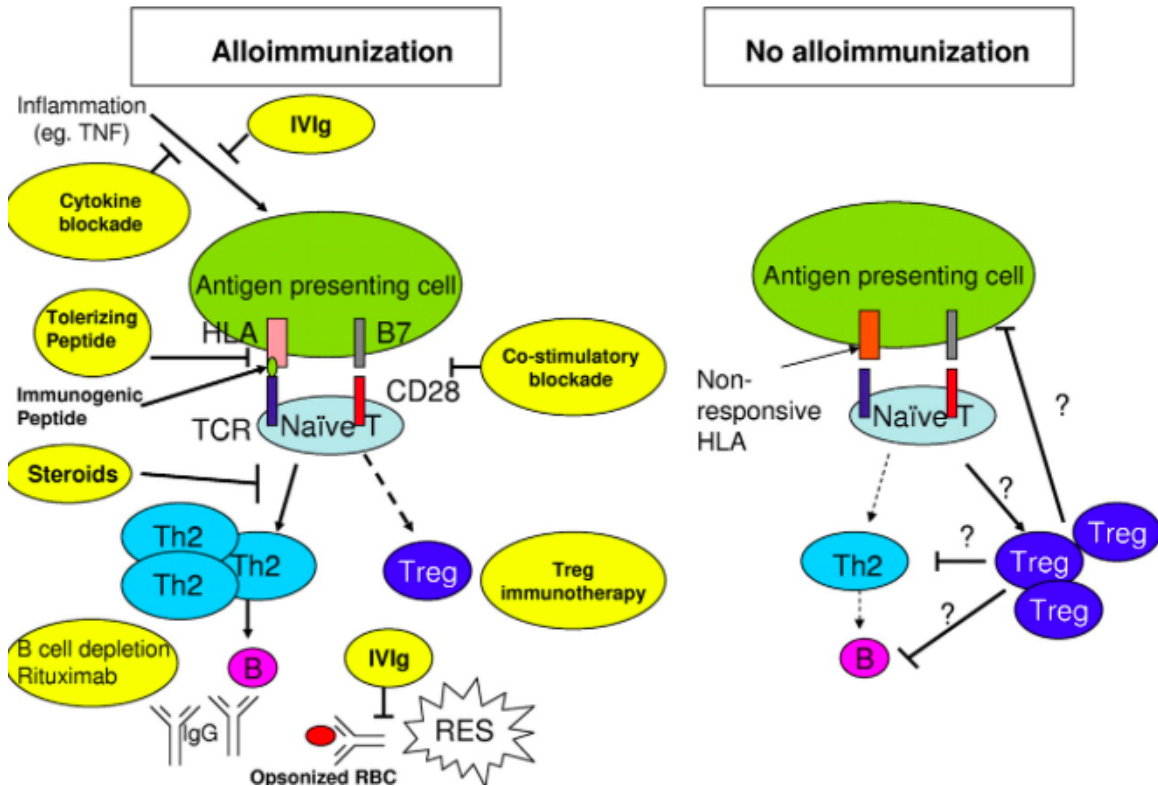 Alloimmunization
No alloimmunization
Inflammation
(eg. TNF)
IVIg
Cytokine
blockade
Antigen presenting cell
HLA
B7
Tolerizing
Peptide
Co-stimulatory
blockade
Immunogenic
Peptide
CD28
TCR
Naïve T
Steroids
Th2
Th2
Th2
Treg
Treg
immunotherapy
B cell depletion
Rituximab
B
IVIg
IgG
RES
Opsonized RBC
Antigen presenting cell
Non-
responsive
HLA
Naïve T
?
?
?
?
Th2
Treg
Treg
Treg
B